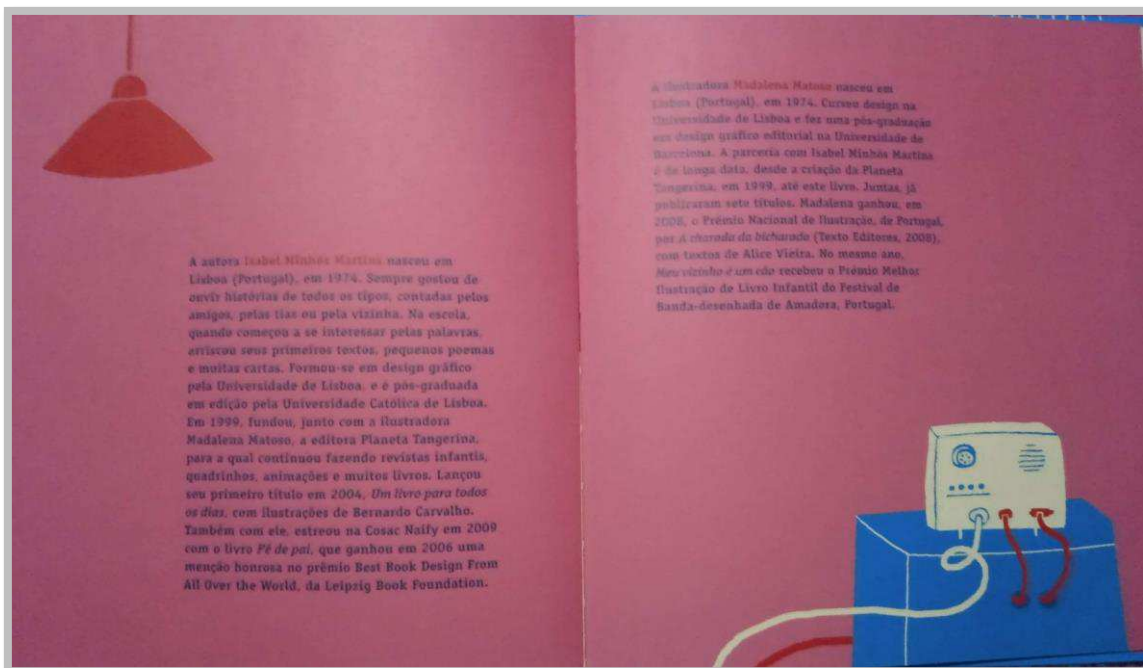 A autora Isabel Minhós Martins nasceu em
Lisboa (Portugal), em 1974. Sempre gostou de
ouvir histórias de todos os tipos, contadas pelos
amigos, pelas tias ou pela vizinha. Na escola,
quando começou a se interessar pelas palavras,
arriscou seus primeiros textos, pequenos poemas
e muitas cartas. Formou-se em design gráfico
pela Universidade de Lisboa, e é pós-graduada
em edição pela Universidade Católica de Lisboa.
Em 1999, fundou, junto com a ilustradora
Madalena Matoso, a editora Planeta Tangerina,
para a qual continuou fazendo revistas infantis,
quadrinhos, animações e muitos livros. Lançou
seu primeiro título em 2004, Um livro para todos
os dias, com ilustrações de Bernardo Carvalho.
Também com ele, estreou na Cosac Naify em 2009
com o livro Pê de pai, que ganhou em 2006 uma
menção honrosa no prêmio Best Book Design From
All Over the World, da Leipzig Book Foundation.
A ilustradora Madalena Matoso nasceu em
Lisboa (Portugal), em 1974. Cursou design na
Universidade de Lisboa e fez uma pós-graduação
em design gráfico editorial na Universidade de
Barcelona. A parceria com Isabel Minhós Martins
é de longa data, desde a criação da Planeta
Tangerina, em 1999, até este livro. Juntas, já
publicaram sete títulos. Madalena ganhou, em
2008, o Prêmio Nacional de Ilustração, de Portugal,
por A charada da bicharada (Texto Editores, 2008),
com textos de Alice Vieira. No mesmo ano,
Meu vizinho é um cão recebeu o Prêmio Melhor
Ilustração de Livro Infantil do Festival de
Banda-desenhada de Amadora, Portugal.